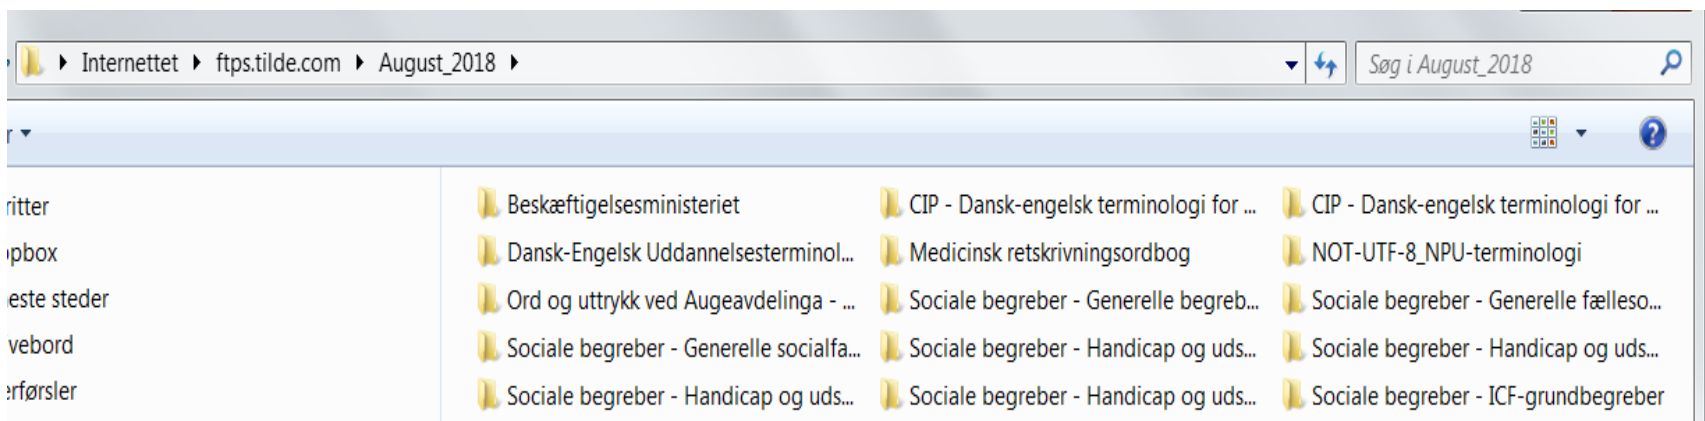 Internettet ftps.tilde.com August_2018 Søg i August_2018
r
ritter Beskæftigelsesministeriet CIP - Dansk-engelsk terminologi for ... CIP - Dansk-engelsk terminologi for ...
opbox Dansk-Engelsk Uddannelsesterminol... Medicinsk retskrivningsordbog NOT-UTF-8_NPU-terminologi
este steder Ord og uttrykk ved Augeavdelinga - ... Sociale begreber - Generelle begreb... Sociale begreber - Generelle fælleso...
vebord Sociale begreber - Generelle socialfa... Sociale begreber - Handicap og uds... Sociale begreber - Handicap og uds...
erførsler Sociale begreber - Handicap og uds... Sociale begreber - Handicap og uds... Sociale begreber - ICF-grundbegreber